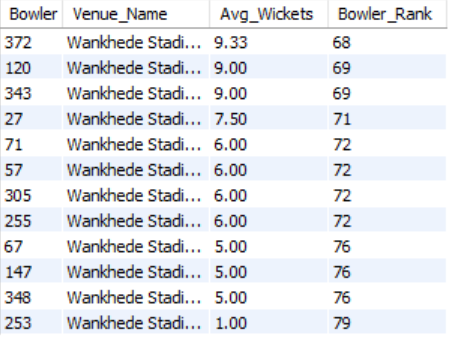 Bowler Venue_Name Avg_Wickets Bowler_Rank
372 Wankhede Stadi... 9.33 68
120 Wankhede Stadi... 9.00 69
343 Wankhede Stadi... 9.00 69
27 Wankhede Stadi... 7.50 71
71 Wankhede Stadi... 6.00 72
57 Wankhede Stadi... 6.00 72
305 Wankhede Stadi... 6.00 72
255 Wankhede Stadi... 6.00 72
67 Wankhede Stadi... 5.00 76
147 Wankhede Stadi... 5.00 76
348 Wankhede Stadi... 5.00 76
253 Wankhede Stadi... 1.00 79